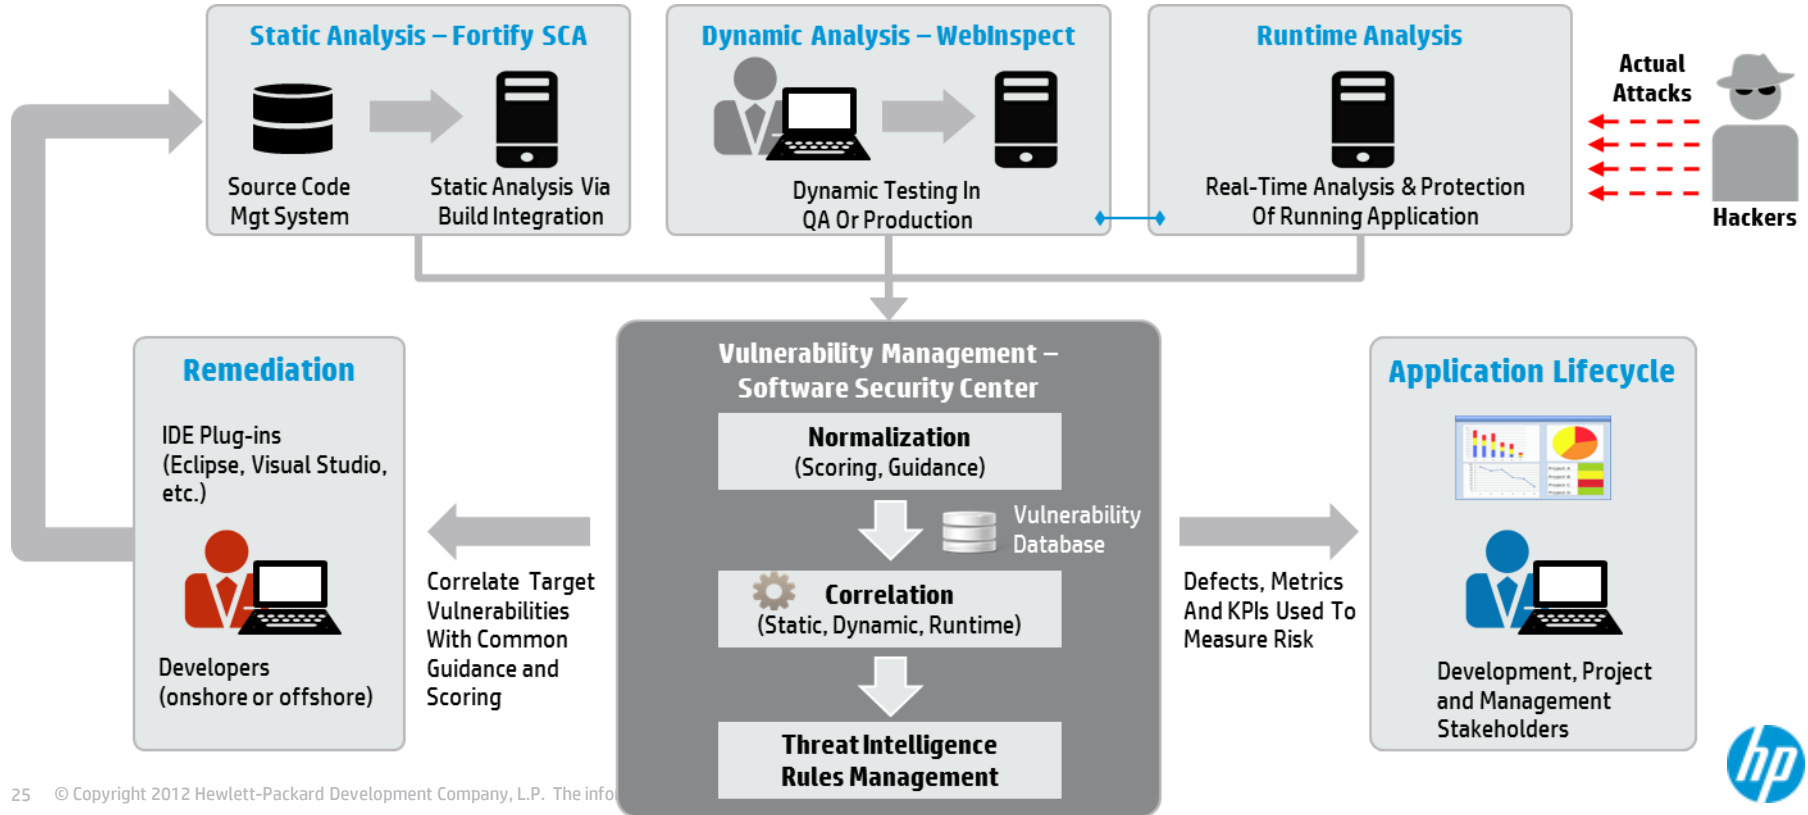 Static Analysis – Fortify SCA
Source Code
Mgt System
Static Analysis Via
Build Integration
Dynamic Analysis – WebInspect
Dynamic Testing In
QA Or Production
Runtime Analysis
Real-Time Analysis & Protection
Of Running Application
Actual
Attacks
Hackers
Remediation
IDE Plug-ins
(Eclipse, Visual Studio,
etc.)
Developers
(onshore or offshore)
Correlate Target
Vulnerabilities
With Common
Guidance and
Scoring
Vulnerability Management –
Software Security Center
Normalization
(Scoring, Guidance)
Vulnerability
Database
Correlation
(Static, Dynamic, Runtime)
Threat Intelligence
Rules Management
Defects, Metrics
And KPIs Used To
Measure Risk
Application Lifecycle
Project A
Project B
Project C
Project D
Development, Project
and Management
Stakeholders
hp
25 © Copyright 2012 Hewlett-Packard Development Company, L.P. The infor